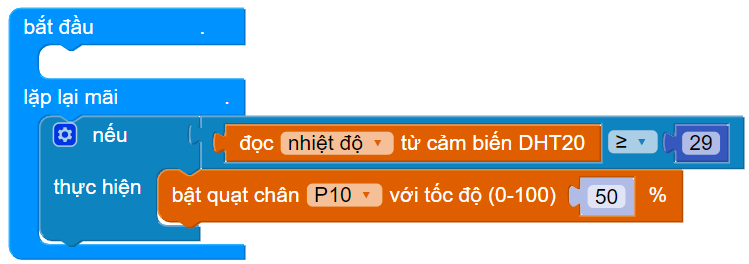 bắt đầu .
lặp lại mãi .
nếu đọc nhiệt độ từ cảm biến DHT20 ≥ 29
thực hiện bật quạt chân P10 với tốc độ (0-100) 50 %